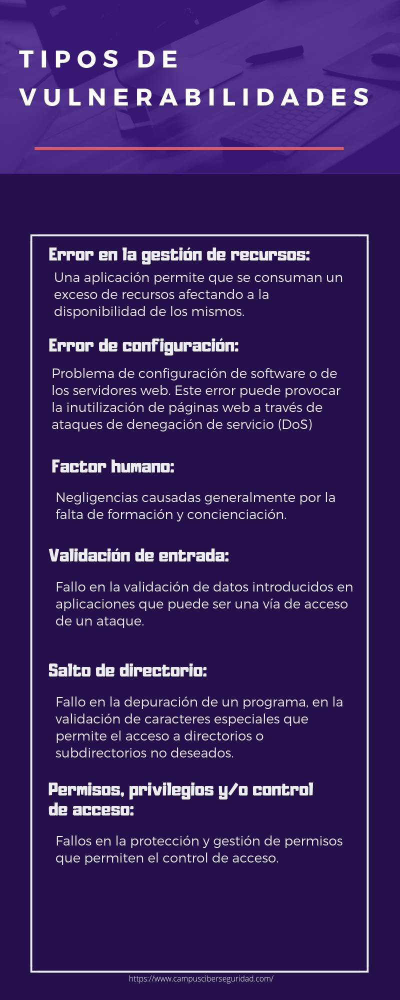 TIPOS DE
VULNERABILIDADES
Error en la gestión de recursos:
Una aplicación permite que se consuman un
exceso de recursos afectando a la
disponibilidad de los mismos.
Error de configuración:
Problema de configuración de software o de
los servidores web. Este error puede provocar
la inutilización de páginas web a través de
ataques de denegación de servicio (DoS)
Factor humano:
Negligencias causadas generalmente por la
falta de formación y concienciación.
Validación de entrada:
Fallo en la validación de datos introducidos en
aplicaciones que puede ser una vía de acceso
de un ataque.
Salto de directorio:
Fallo en la depuración de un programa, en la
validación de caracteres especiales que
permite el acceso a directorios o
subdirectorios no deseados.
Permisos, privilegios y/o control
de acceso:
Fallos en la protección y gestión de permisos
que permiten el control de acceso.
https://www.campusciberseguridad.com/